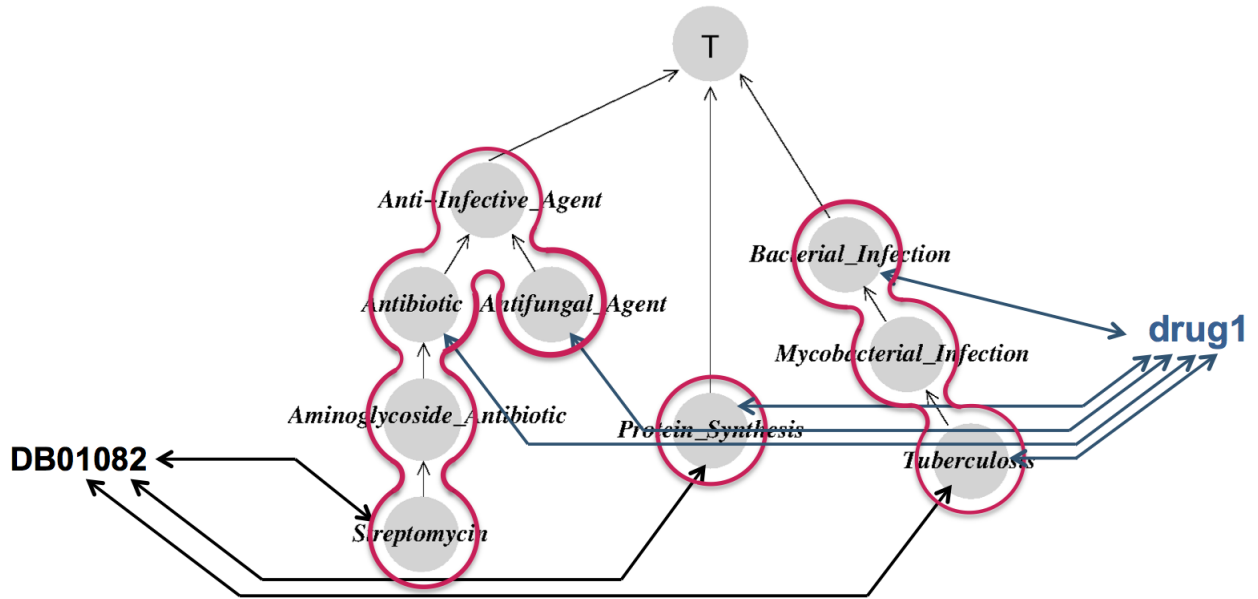 T
Anti-Infective_Agent
Bacterial_Infection
Antibiotic
Antifungal_Agent
drug1
Mycobacterial_Infection
Aminoglycoside_Antibiotic
Protein_Synthesis
DB01082
Tuberculosis
Streptomycin